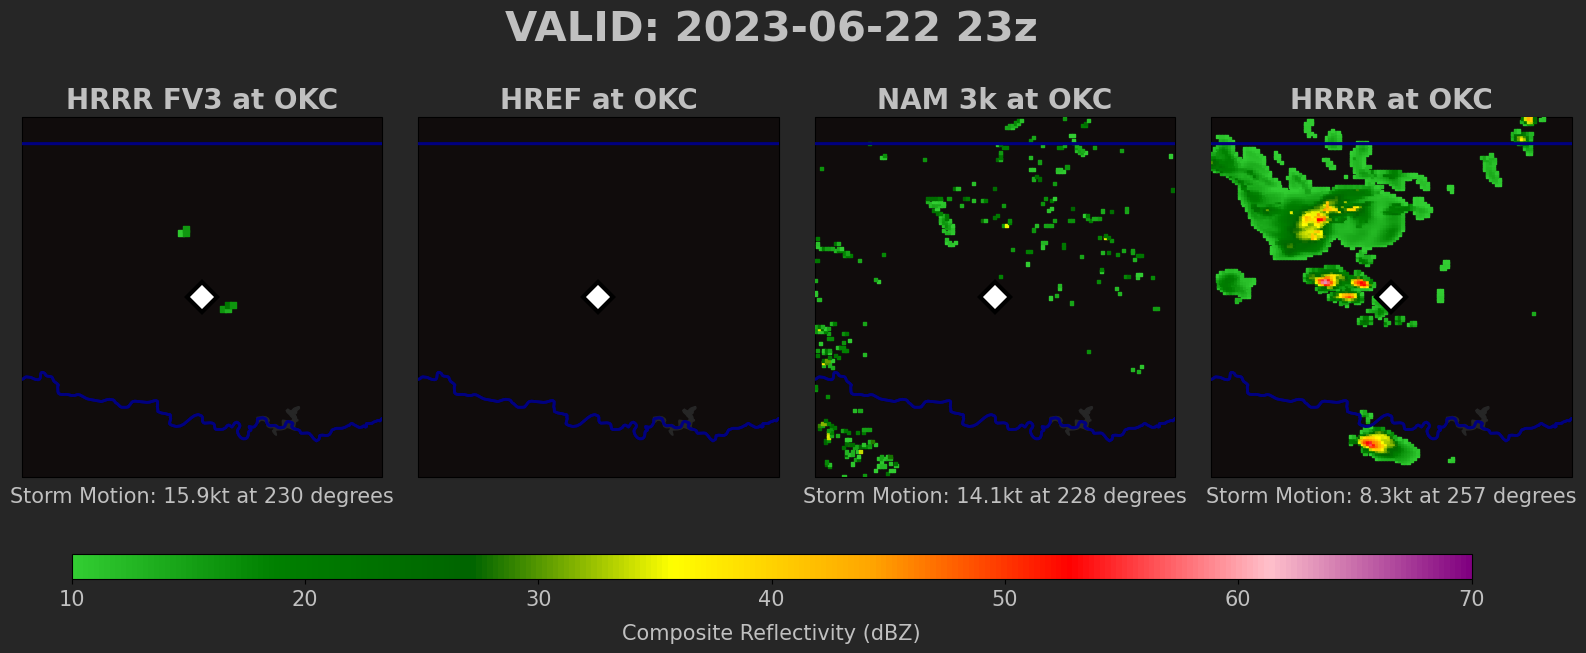 VALID: 2023-06-22 23z
HRRR FV3 at OKC
HREF at OKC
NAM 3k at OKC
HRRR at OKC
Storm Motion: 15.9kt at 230 degrees
Storm Motion: 14.1kt at 228 degrees
Storm Motion: 8.3kt at 257 degrees
10 20 30 40 50 60 70
Composite Reflectivity (dBZ)